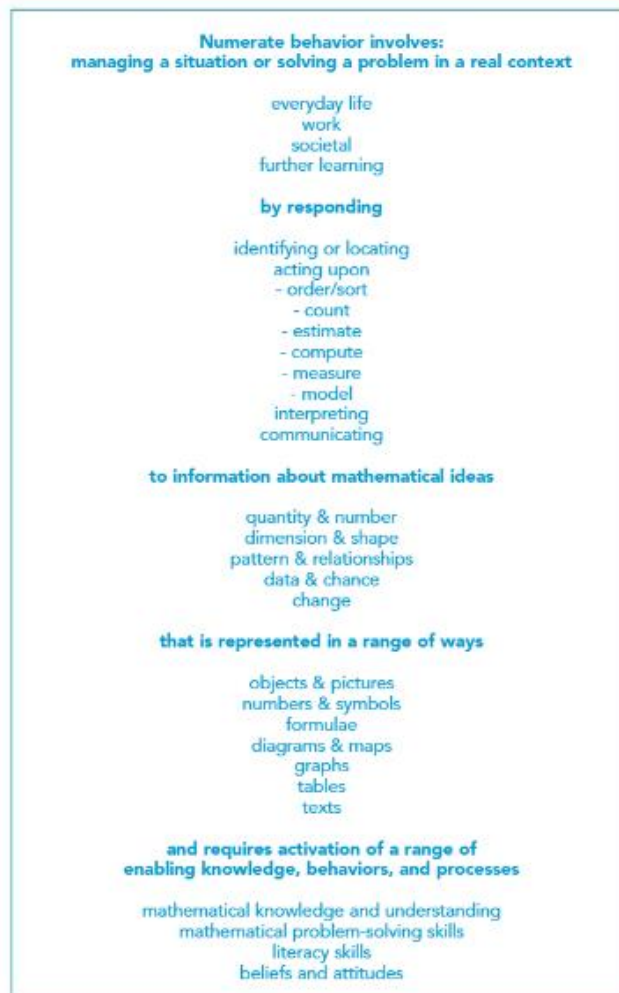 Numerate behavior involves:
managing a situation or solving a problem in a real context
everyday life
work
societal
further learning
by responding
identifying or locating
acting upon
- order/sort
- count
- estimate
- compute
- measure
- model
interpreting
communicating
to information about mathematical ideas
quantity & number
dimension & shape
pattern & relationships
data & chance
change
that is represented in a range of ways
objects & pictures
numbers & symbols
formulae
diagrams & maps
graphs
tables
texts
and requires activation of a range of
enabling knowledge, behaviors, and processes
mathematical knowledge and understanding
mathematical problem-solving skills
literacy skills
beliefs and attitudes